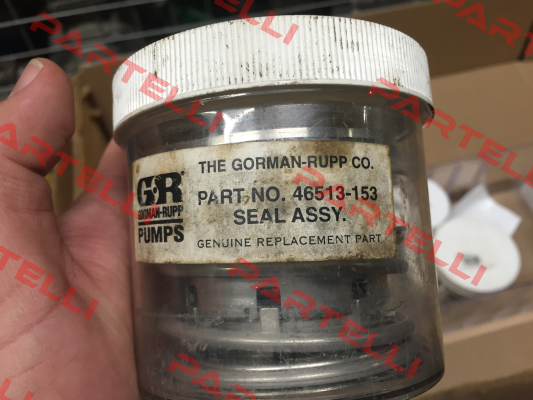 THE GORMAN-RUPP CO.
PART NO. 46513-153
SEAL ASSY.
GENUINE REPLACEMENT PART
GR
GORMAN-RUPP
PUMPS
PARTELLI
PARTELLI
PARTELLI
PARTELLI
PARTELLI
PARTELLI